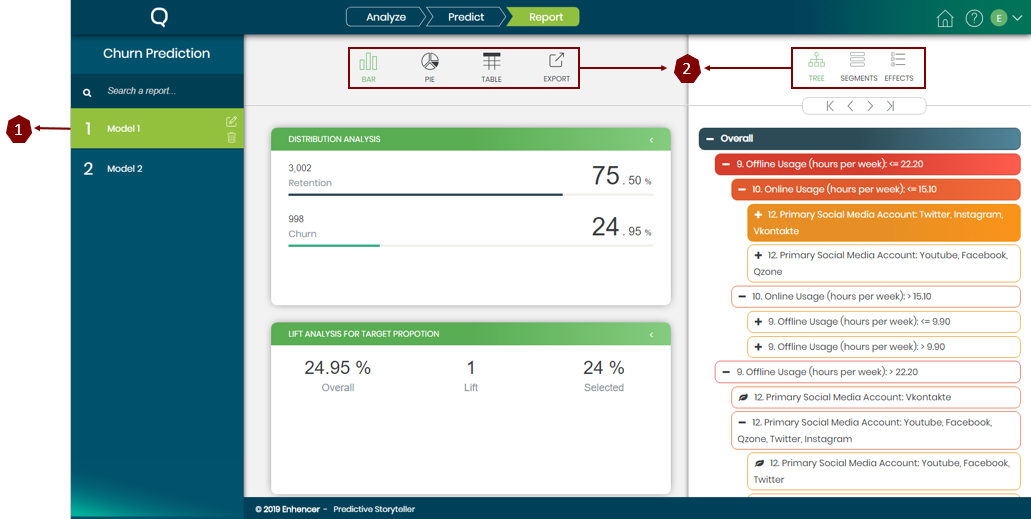 Q
Analyze
Predict
Report
E
Churn Prediction
Search a report...
1 Model 1
2 Model 2
1
BAR
PIE
TABLE
EXPORT
2
TREE
SEGMENTS
EFFECTS
DISTRIBUTION ANALYSIS
3,002
Retention
75 . 50 %
998
Churn
24 . 95 %
LIFT ANALYSIS FOR TARGET PROPOTION
24.95 % 1 24 %
Overall Lift Selected
Overall
9. Offline Usage (hours per week): <= 22.20
10. Online Usage (hours per week): <= 15.10
12. Primary Social Media Account: Twitter, Instagram,
Vkontakte
12. Primary Social Media Account: Youtube, Facebook,
Qzone
10. Online Usage (hours per week): > 15.10
9. Offline Usage (hours per week): <= 9.90
9. Offline Usage (hours per week): > 9.90
9. Offline Usage (hours per week): > 22.20
12. Primary Social Media Account: Vkontakte
12. Primary Social Media Account: Youtube, Facebook,
Qzone, Twitter, Instagram
12. Primary Social Media Account: Youtube, Facebook,
Twitter
© 2019 Enhencer - Predictive Storyteller